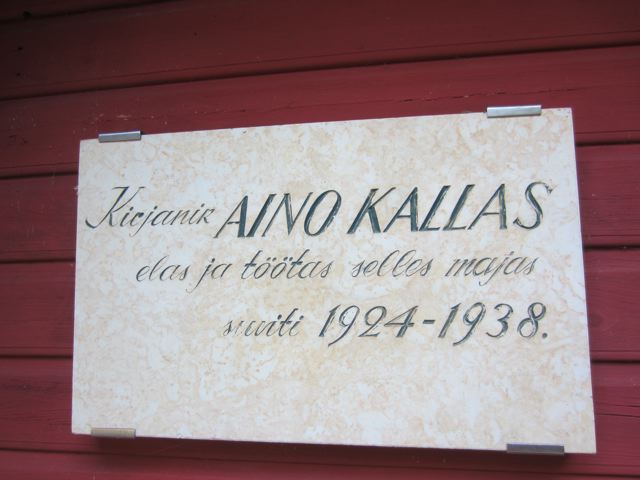 Kirjanik AINO KALLAS
elas ja töötas selles majas
suviti 1924-1938.